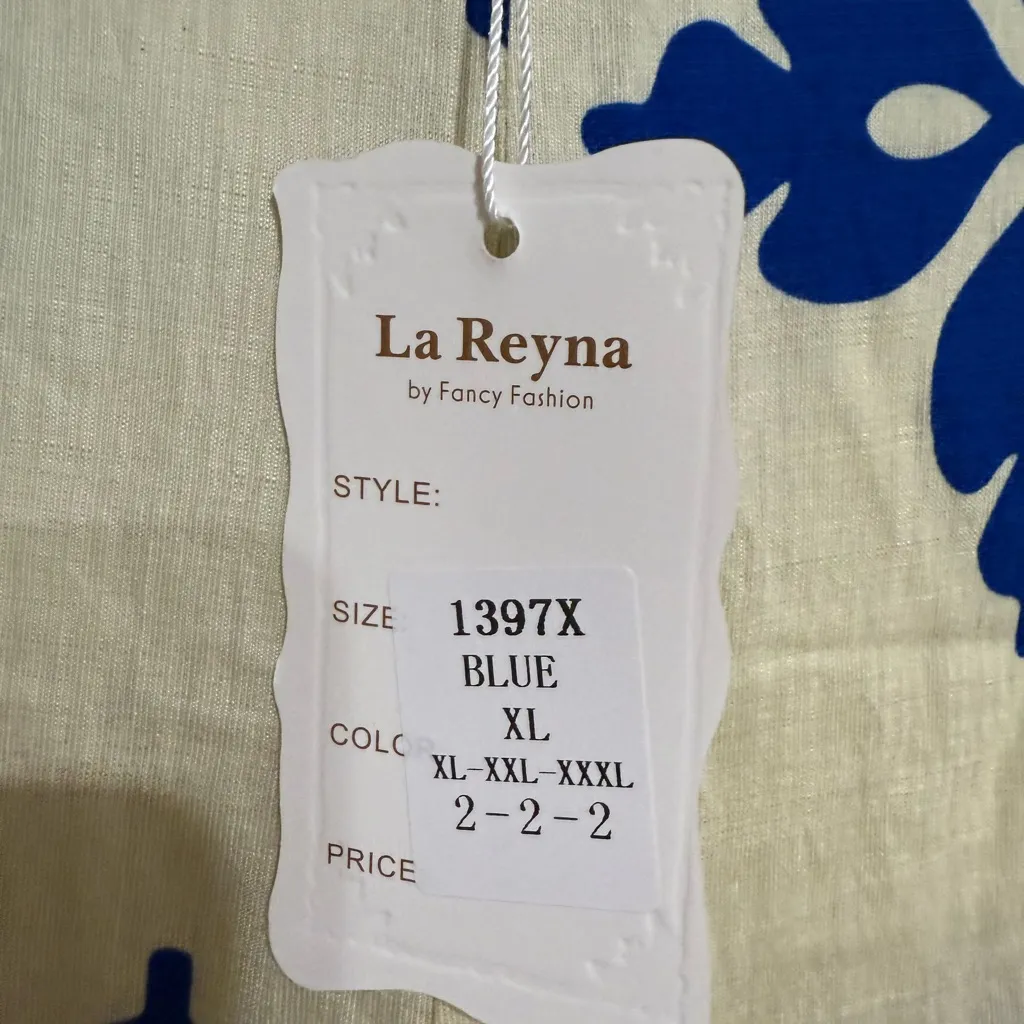 La Reyna
by Fancy Fashion
STYLE:
SIZE
1397X
BLUE
XL
COLOR
XL-XXL-XXXL
2-2-2
PRICE